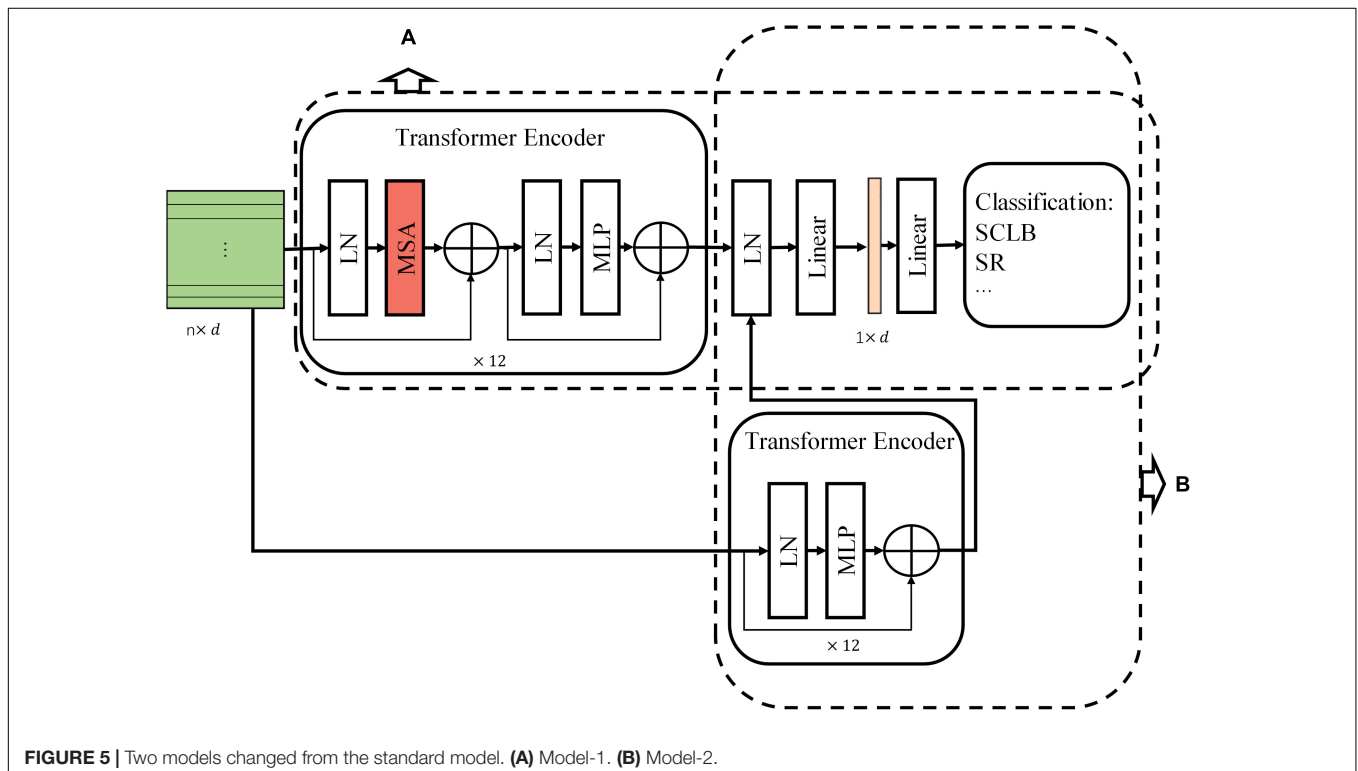 A
Transformer Encoder
LN
MSA
LN
MLP
LN
Linear
Linear
Classification:
SCLB
SR
...
⋮
n× d
1× d
× 12
Transformer Encoder
LN
MLP
× 12
B
FIGURE 5 | Two models changed from the standard model. (A) Model-1. (B) Model-2.